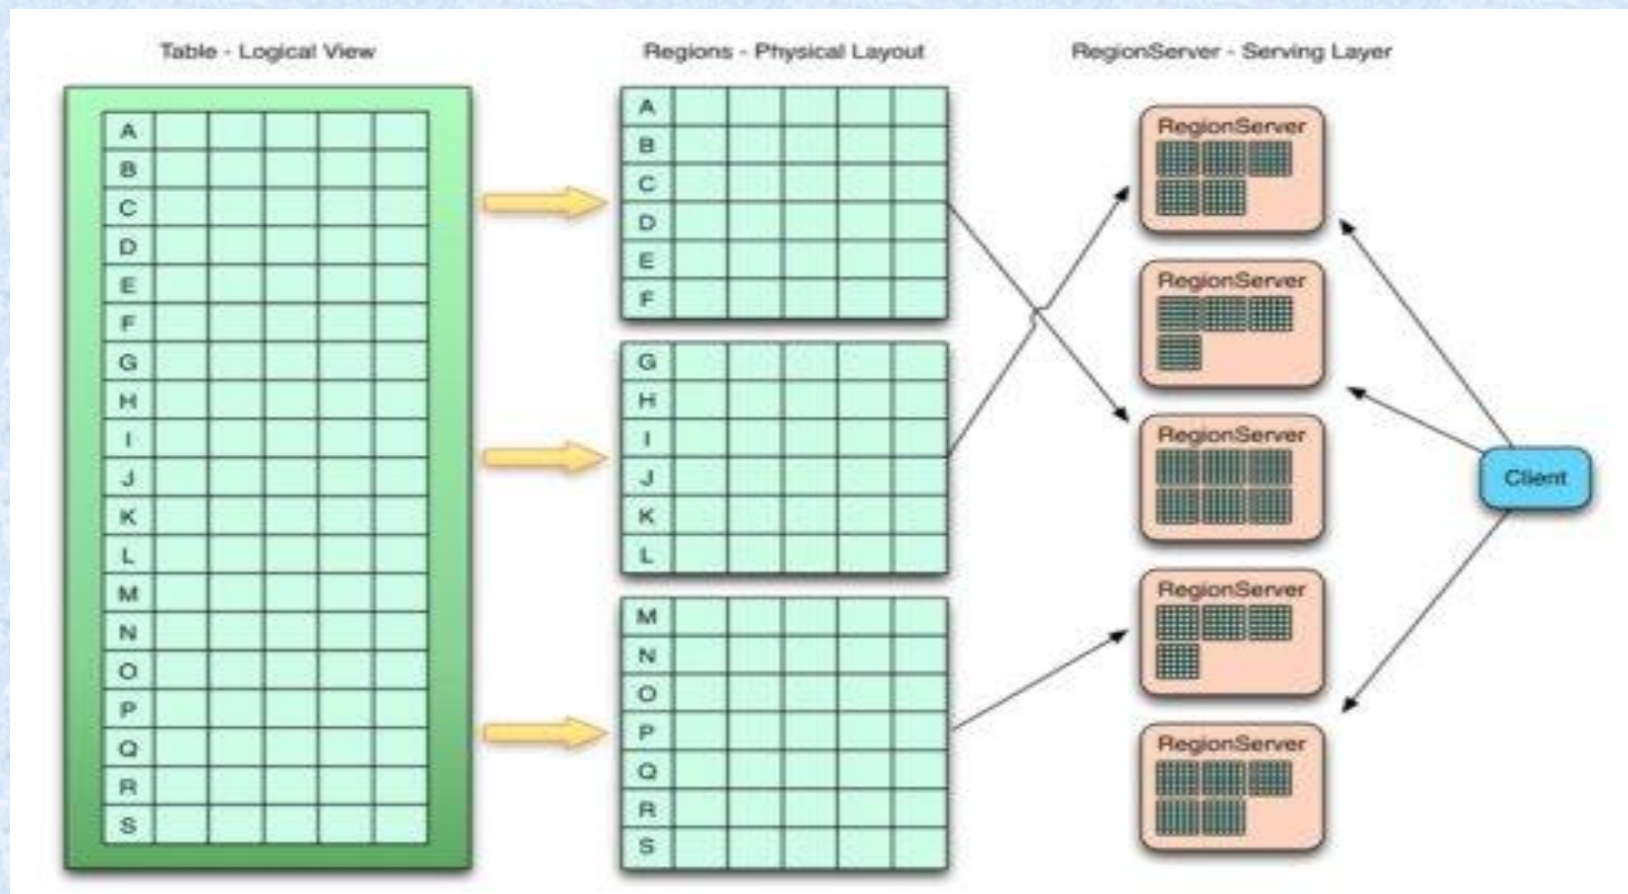 Table - Logical View
Regions - Physical Layout
RegionServer - Serving Layer
A
B
C
D
E
F
G
H
I
J
K
L
M
N
O
P
Q
R
S
A
B
C
D
E
F
G
H
I
J
K
L
M
N
O
P
Q
R
S
RegionServer
RegionServer
RegionServer
RegionServer
RegionServer
Client